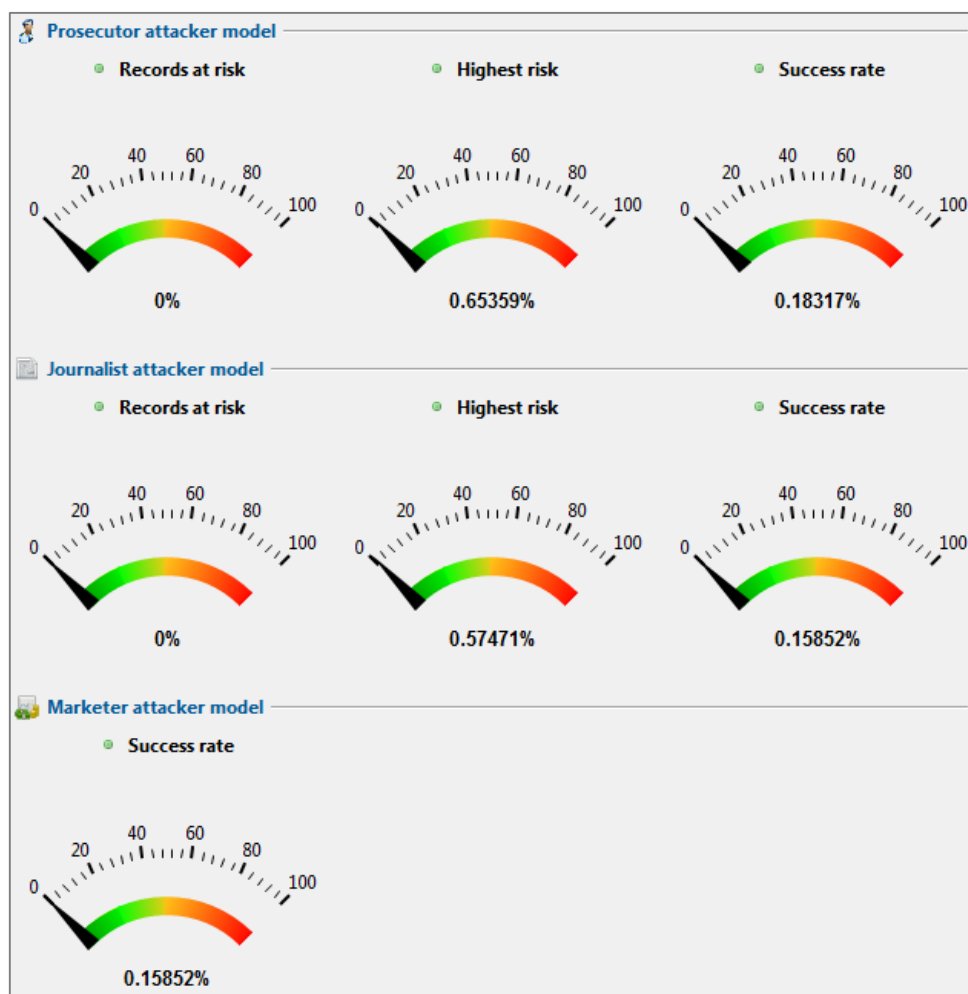 Prosecutor attacker model
Records at risk Highest risk Success rate
0 20 40 60 80 100 0 20 40 60 80 100 0 20 40 60 80 100
0% 0.65359% 0.18317%
Journalist attacker model
Records at risk Highest risk Success rate
0 20 40 60 80 100 0 20 40 60 80 100 0 20 40 60 80 100
0% 0.57471% 0.15852%
Marketer attacker model
Success rate
0 20 40 60 80 100
0.15852%